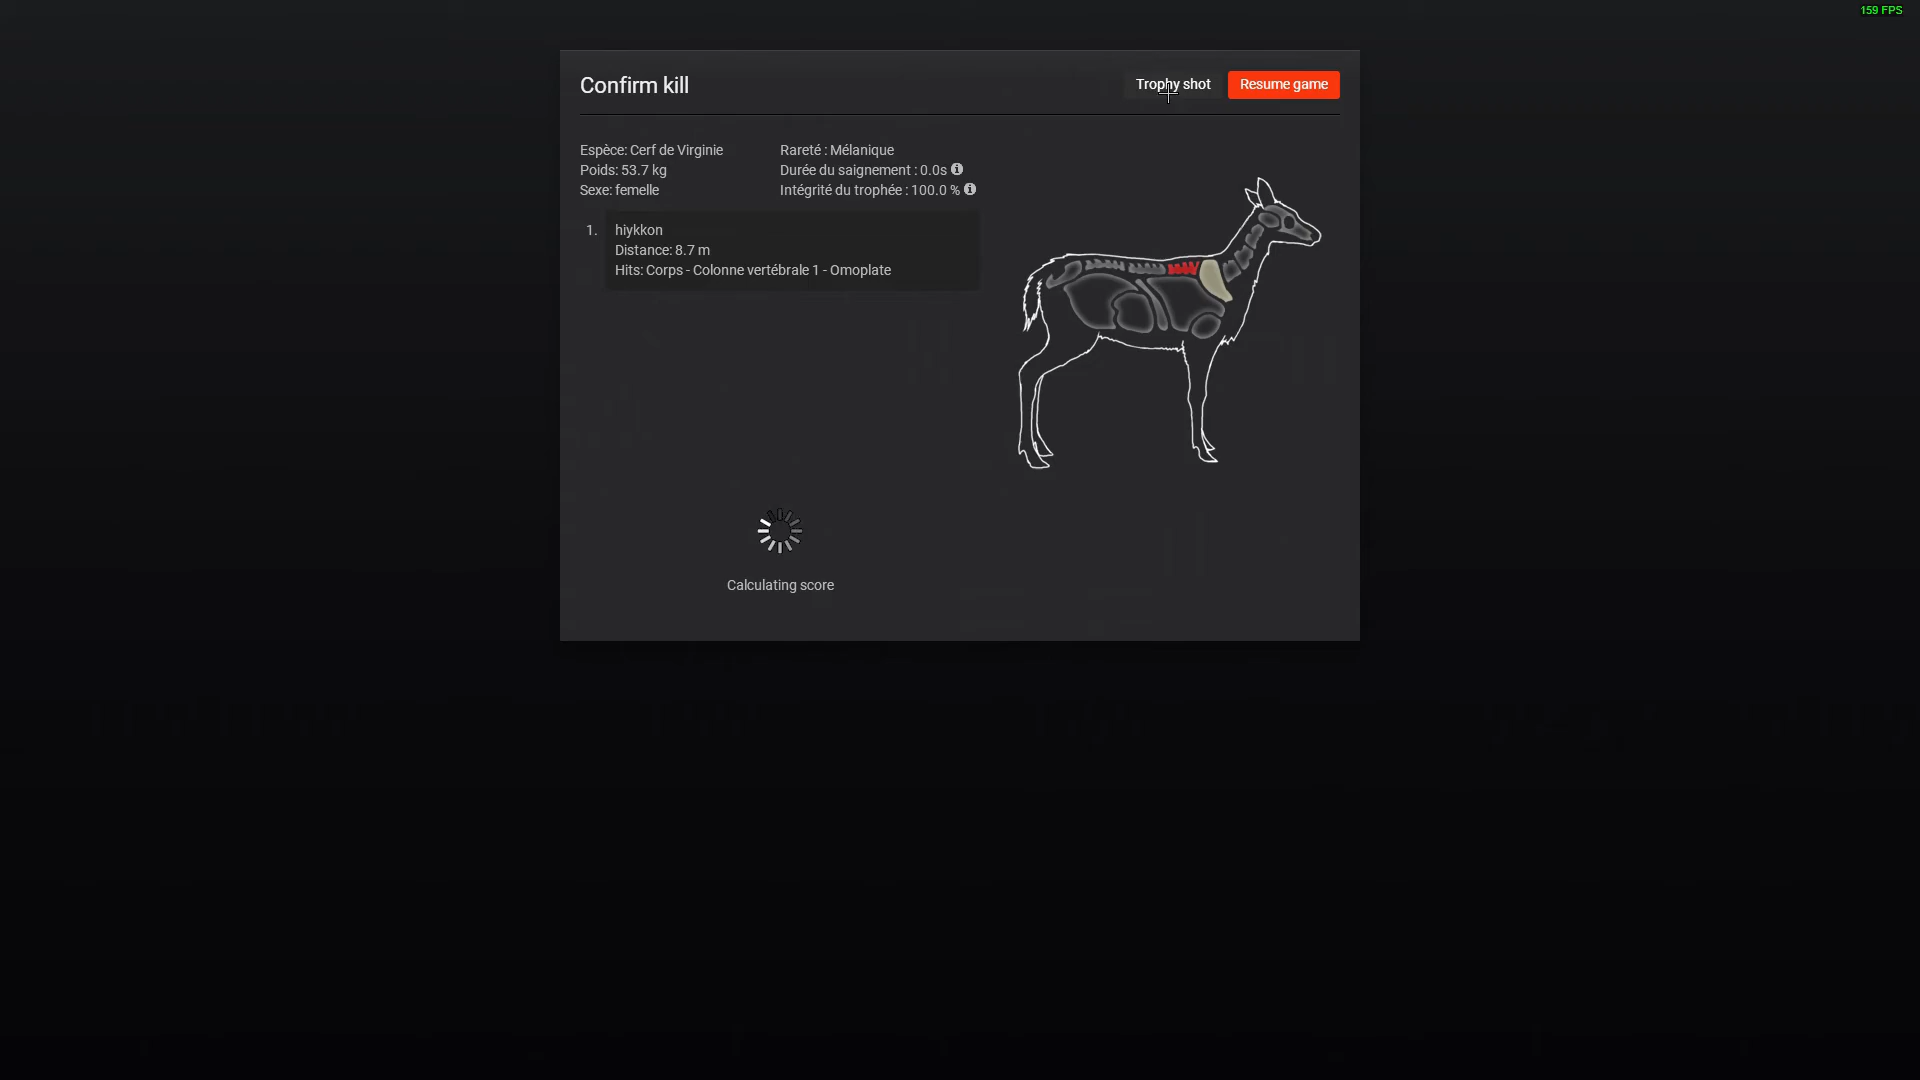 159 FPS
Confirm kill
Trophy shot
Resume game
Espèce: Cerf de Virginie
Poids: 53.7 kg
Sexe: femelle
Rareté : Mélanique
Durée du saignement : 0.0s
Intégrité du trophée : 100.0 %
1.
hiykkon
Distance: 8.7 m
Hits: Corps - Colonne vertébrale 1 - Omoplate
Calculating score